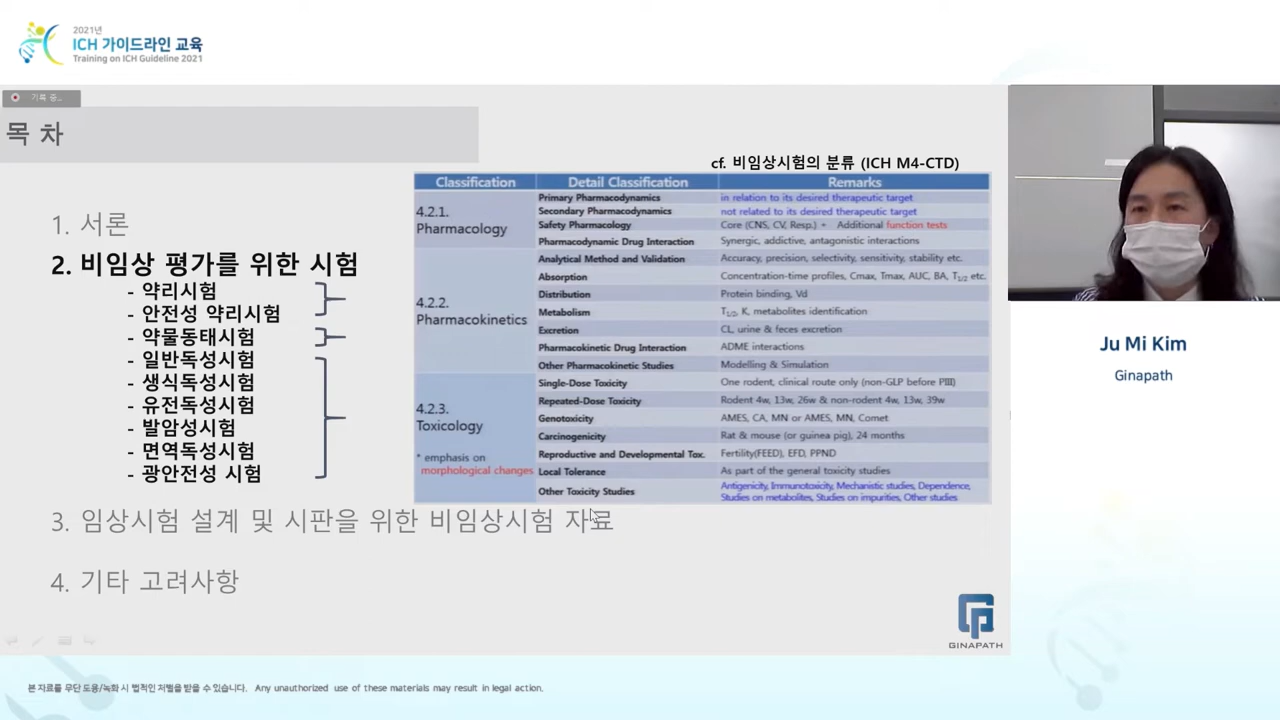 2021년
ICH 가이드라인 교육
Training on ICH Guideline 2021
기록 중...
목 차
cf. 비임상시험의 분류 (ICH M4-CTD)
1. 서론
2. 비임상 평가를 위한 시험
- 약리시험
- 안전성 약리시험
- 약물동태시험
- 일반독성시험
- 생식독성시험
- 유전독성시험
- 발암성시험
- 면역독성시험
- 광안전성 시험
3. 임상시험 설계 및 시판을 위한 비임상시험 자료
4. 기타 고려사항
Classification Detail Classification Remarks
4.2.1. Pharmacology
Primary Pharmacodynamics in relation to its desired therapeutic target
Secondary Pharmacodynamics not related to its desired therapeutic target
Safety Pharmacology Core (CNS, CV, Resp.) + Additional function tests
Pharmacodynamic Drug Interaction Synergic, addictive, antagonistic interactions
4.2.2. Pharmacokinetics
Analytical Method and Validation Accuracy, precision, selectivity, sensitivity, stability etc.
Absorption Concentration-time profiles, Cmax, Tmax, AUC, BA, T1/2 etc.
Distribution Protein binding, Vd
Metabolism T1/2, K, metabolites identification
Excretion CL, urine & feces excretion
Pharmacokinetic Drug Interaction ADME interactions
Other Pharmacokinetic Studies Modelling & Simulation
4.2.3. Toxicology
* emphasis on
morphological changes
Single-Dose Toxicity One rodent, clinical route only (non-GLP before PIII)
Repeated-Dose Toxicity Rodent 4w, 13w, 26w & non-rodent 4w, 13w, 39w
Genotoxicity AMES, CA, MN or AMES, MN, Comet
Carcinogenicity Rat & mouse (or guinea pig), 24 months
Reproductive and Developmental Tox. Fertility(FEED), EFD, PPND
Local Tolerance As part of the general toxicity studies
Other Toxicity Studies Antigenicity, Immunotoxicity, Mechanistic studies, Dependence,
Studies on metabolites, Studies on impurities, Other studies
GINAPATH
Ju Mi Kim
Ginapath
본 자료를 무단 도용/녹화 시 법적인 처벌을 받을 수 있습니다. Any unauthorized use of these materials may result in legal action.